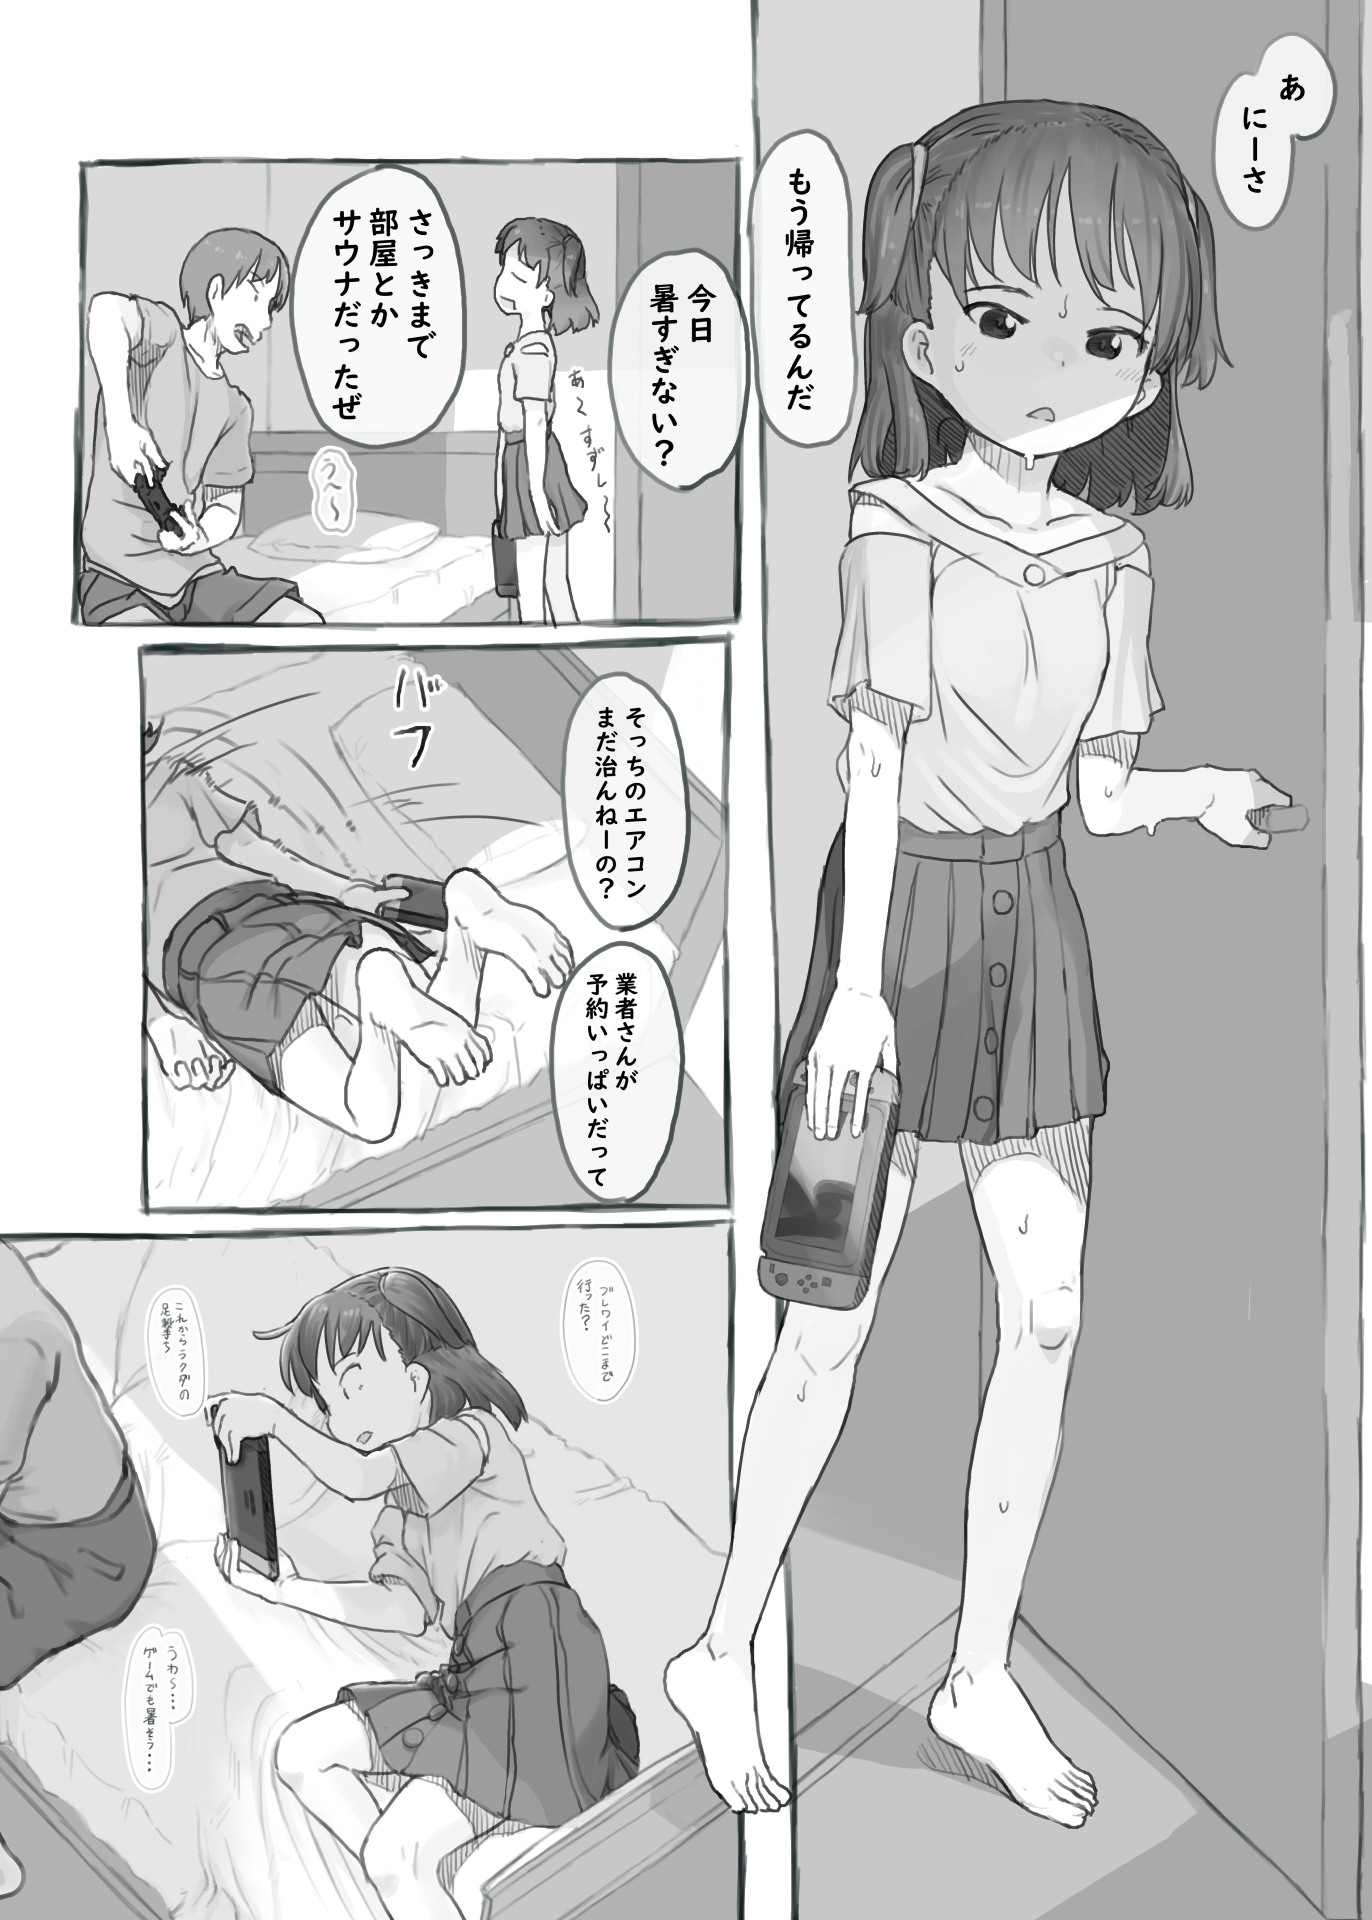 あ
にーさ
もう帰ってるんだ
今日
暑すぎない?
あ〜すずし〜〜
さっきまで
部屋とか
サウナだったぜ
う〜〜
バフ
そっちのエアコン
まだ治んねーの?
業者さんが
予約いっぱいだって
ブレワイどこまで
行った?
これからラクダの
足
うわ〜…
ゲームでも暑そう…